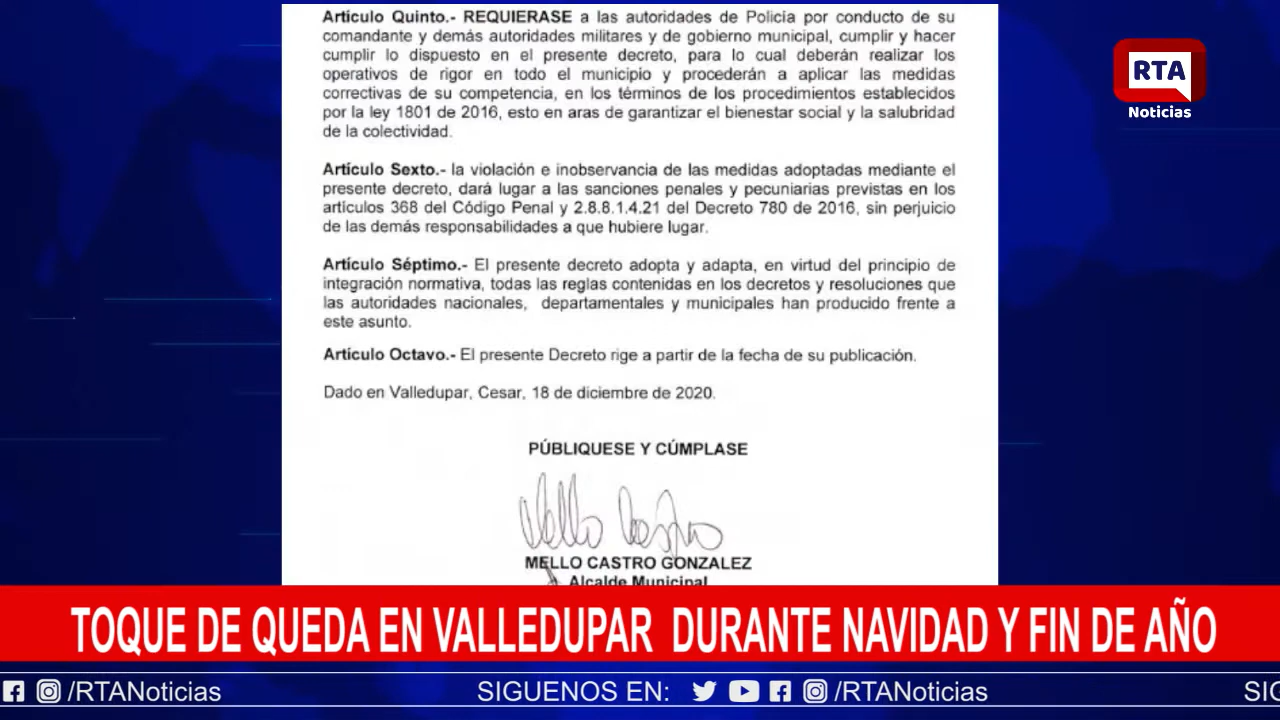 Artículo Quinto.- REQUIERASE a las autoridades de Policía por conducto de su
comandante y demás autoridades militares y de gobierno municipal, cumplir y hacer
cumplir lo dispuesto en el presente decreto, para lo cual deberán realizar los
operativos de rigor en todo el municipio y procederán a aplicar las medidas
correctivas de su competencia, en los términos de los procedimientos establecidos
por la ley 1801 de 2016, esto en aras de garantizar el bienestar social y la salubridad
de la colectividad.
Artículo Sexto.- la violación e inobservancia de las medidas adoptadas mediante el
presente decreto, dará lugar a las sanciones penales y pecuniarias previstas en los
artículos 368 del Código Penal y 2.8.8.1.4.21 del Decreto 780 de 2016, sin perjuicio
de las demás responsabilidades a que hubiere lugar.
Artículo Séptimo.- El presente decreto adopta y adapta, en virtud del principio de
integración normativa, todas las reglas contenidas en los decretos y resoluciones que
las autoridades nacionales, departamentales y municipales han producido frente a
este asunto.
Artículo Octavo.- El presente Decreto rige a partir de la fecha de su publicación.
Dado en Valledupar, Cesar, 18 de diciembre de 2020.
PÚBLIQUESE Y CÚMPLASE
Mello Castro
MELLO CASTRO GONZALEZ
Alcalde Municipal
RTA
Noticias
TOQUE DE QUEDA EN VALLEDUPAR DURANTE NAVIDAD Y FIN DE AÑO
/RTANoticias SIGUENOS EN: /RTANoticias SIG